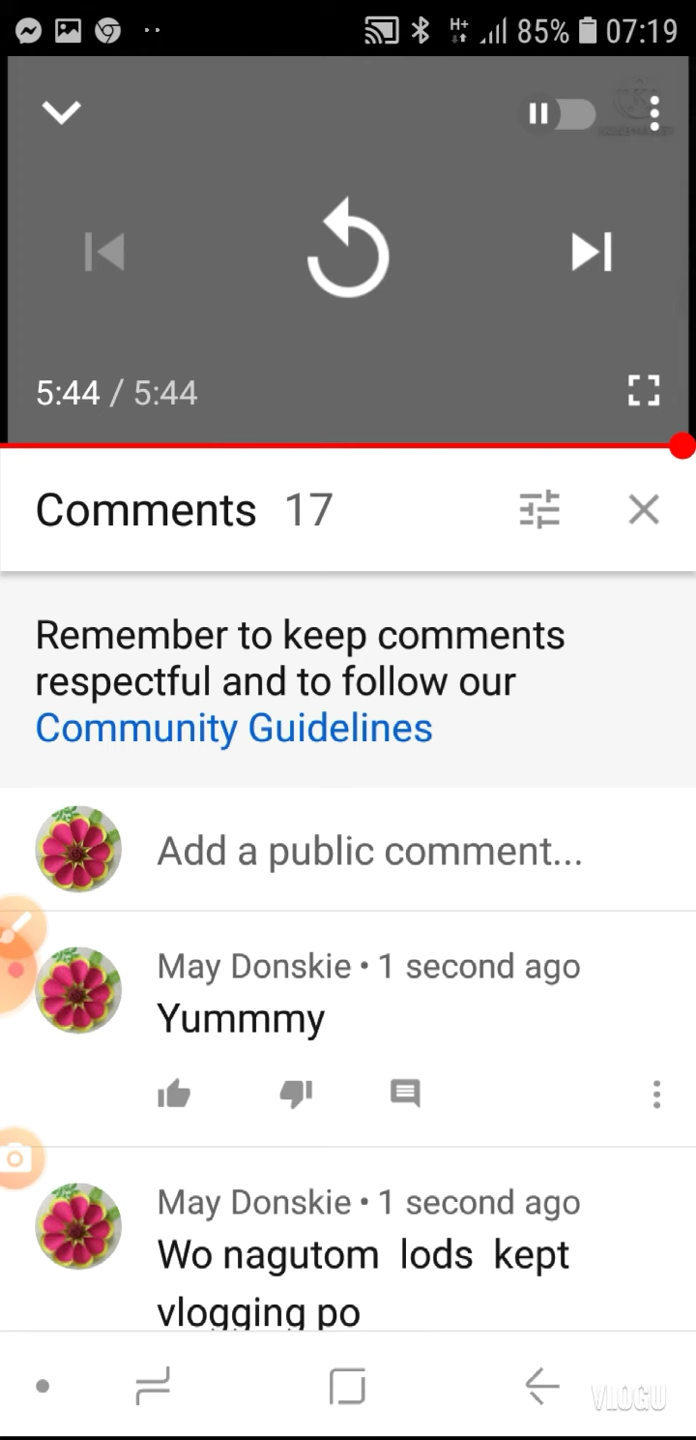 85% 07:19
5:44 / 5:44
Comments 17
Remember to keep comments
respectful and to follow our
Community Guidelines
Add a public comment...
May Donskie • 1 second ago
Yummmy
May Donskie • 1 second ago
Wo nagutom lods kept
vlogging po
VLOGU